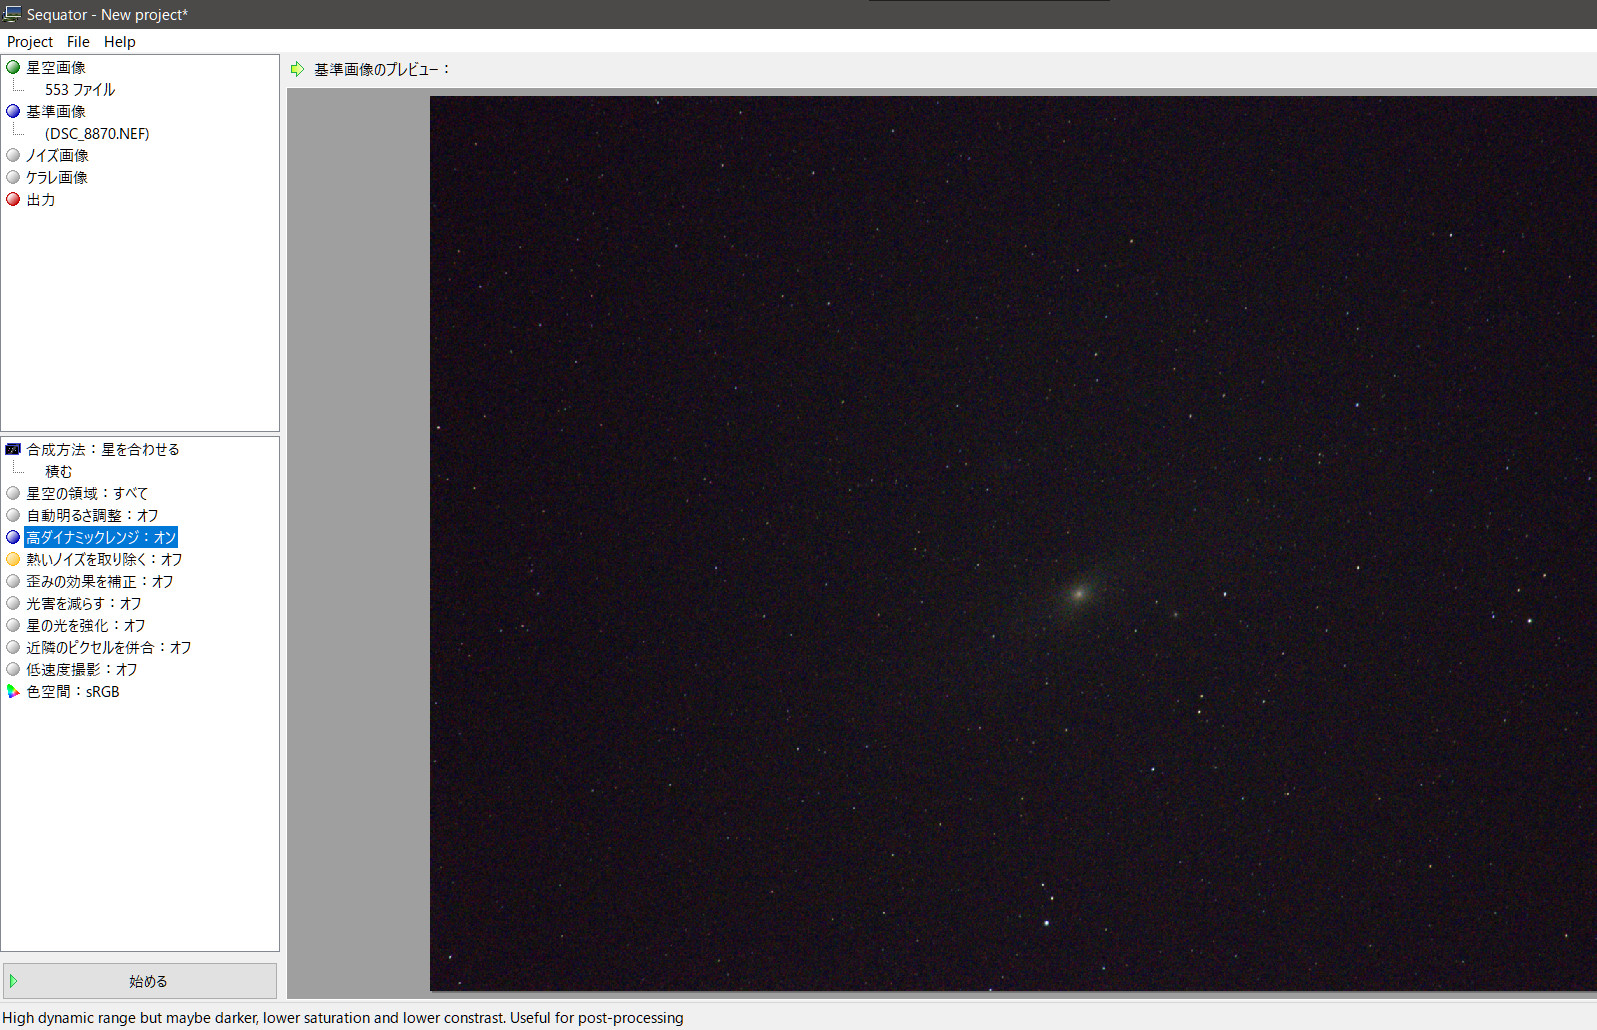 Sequator - New project*
Project File Help
星空画像
553 ファイル
基準画像
(DSC_8870.NEF)
ノイズ画像
ケラレ画像
出力
基準画像のプレビュー：
合成方法：星を合わせる
積む
星空の領域：すべて
自動明るさ調整：オフ
高ダイナミックレンジ：オン
熱いノイズを取り除く：オフ
歪みの効果を補正：オフ
光害を減らす：オフ
星の光を強化：オフ
近隣のピクセルを併合：オフ
低速度撮影：オフ
色空間：sRGB
始める
High dynamic range but maybe darker, lower saturation and lower constrast. Useful for post-processing